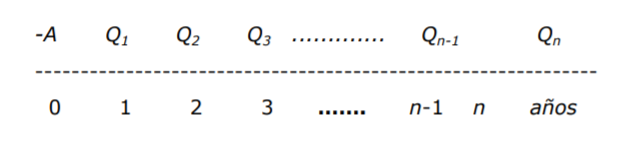 -A Q1 Q2 Q3 ............. Qn-1 Qn
0 1 2 3 ....... n-1 n años